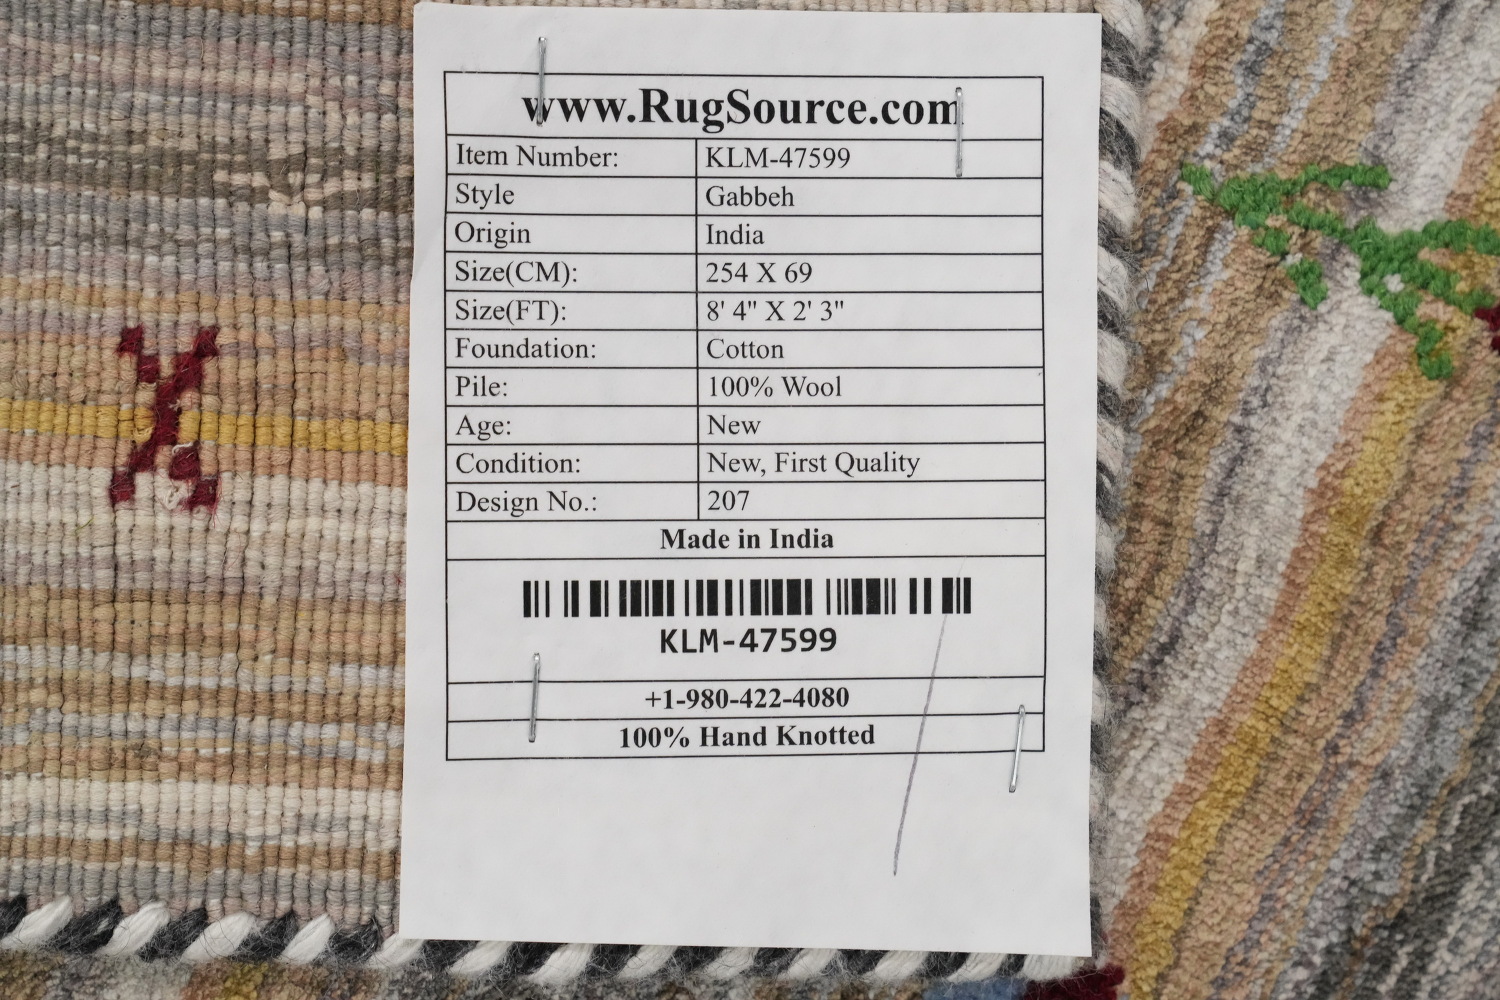 www.RugSource.com
Item Number: KLM-47599
Style Gabbeh
Origin India
Size(CM): 254 X 69
Size(FT): 8' 4" X 2' 3"
Foundation: Cotton
Pile: 100% Wool
Age: New
Condition: New, First Quality
Design No.: 207
Made in India
KLM-47599
+1-980-422-4080
100% Hand Knotted